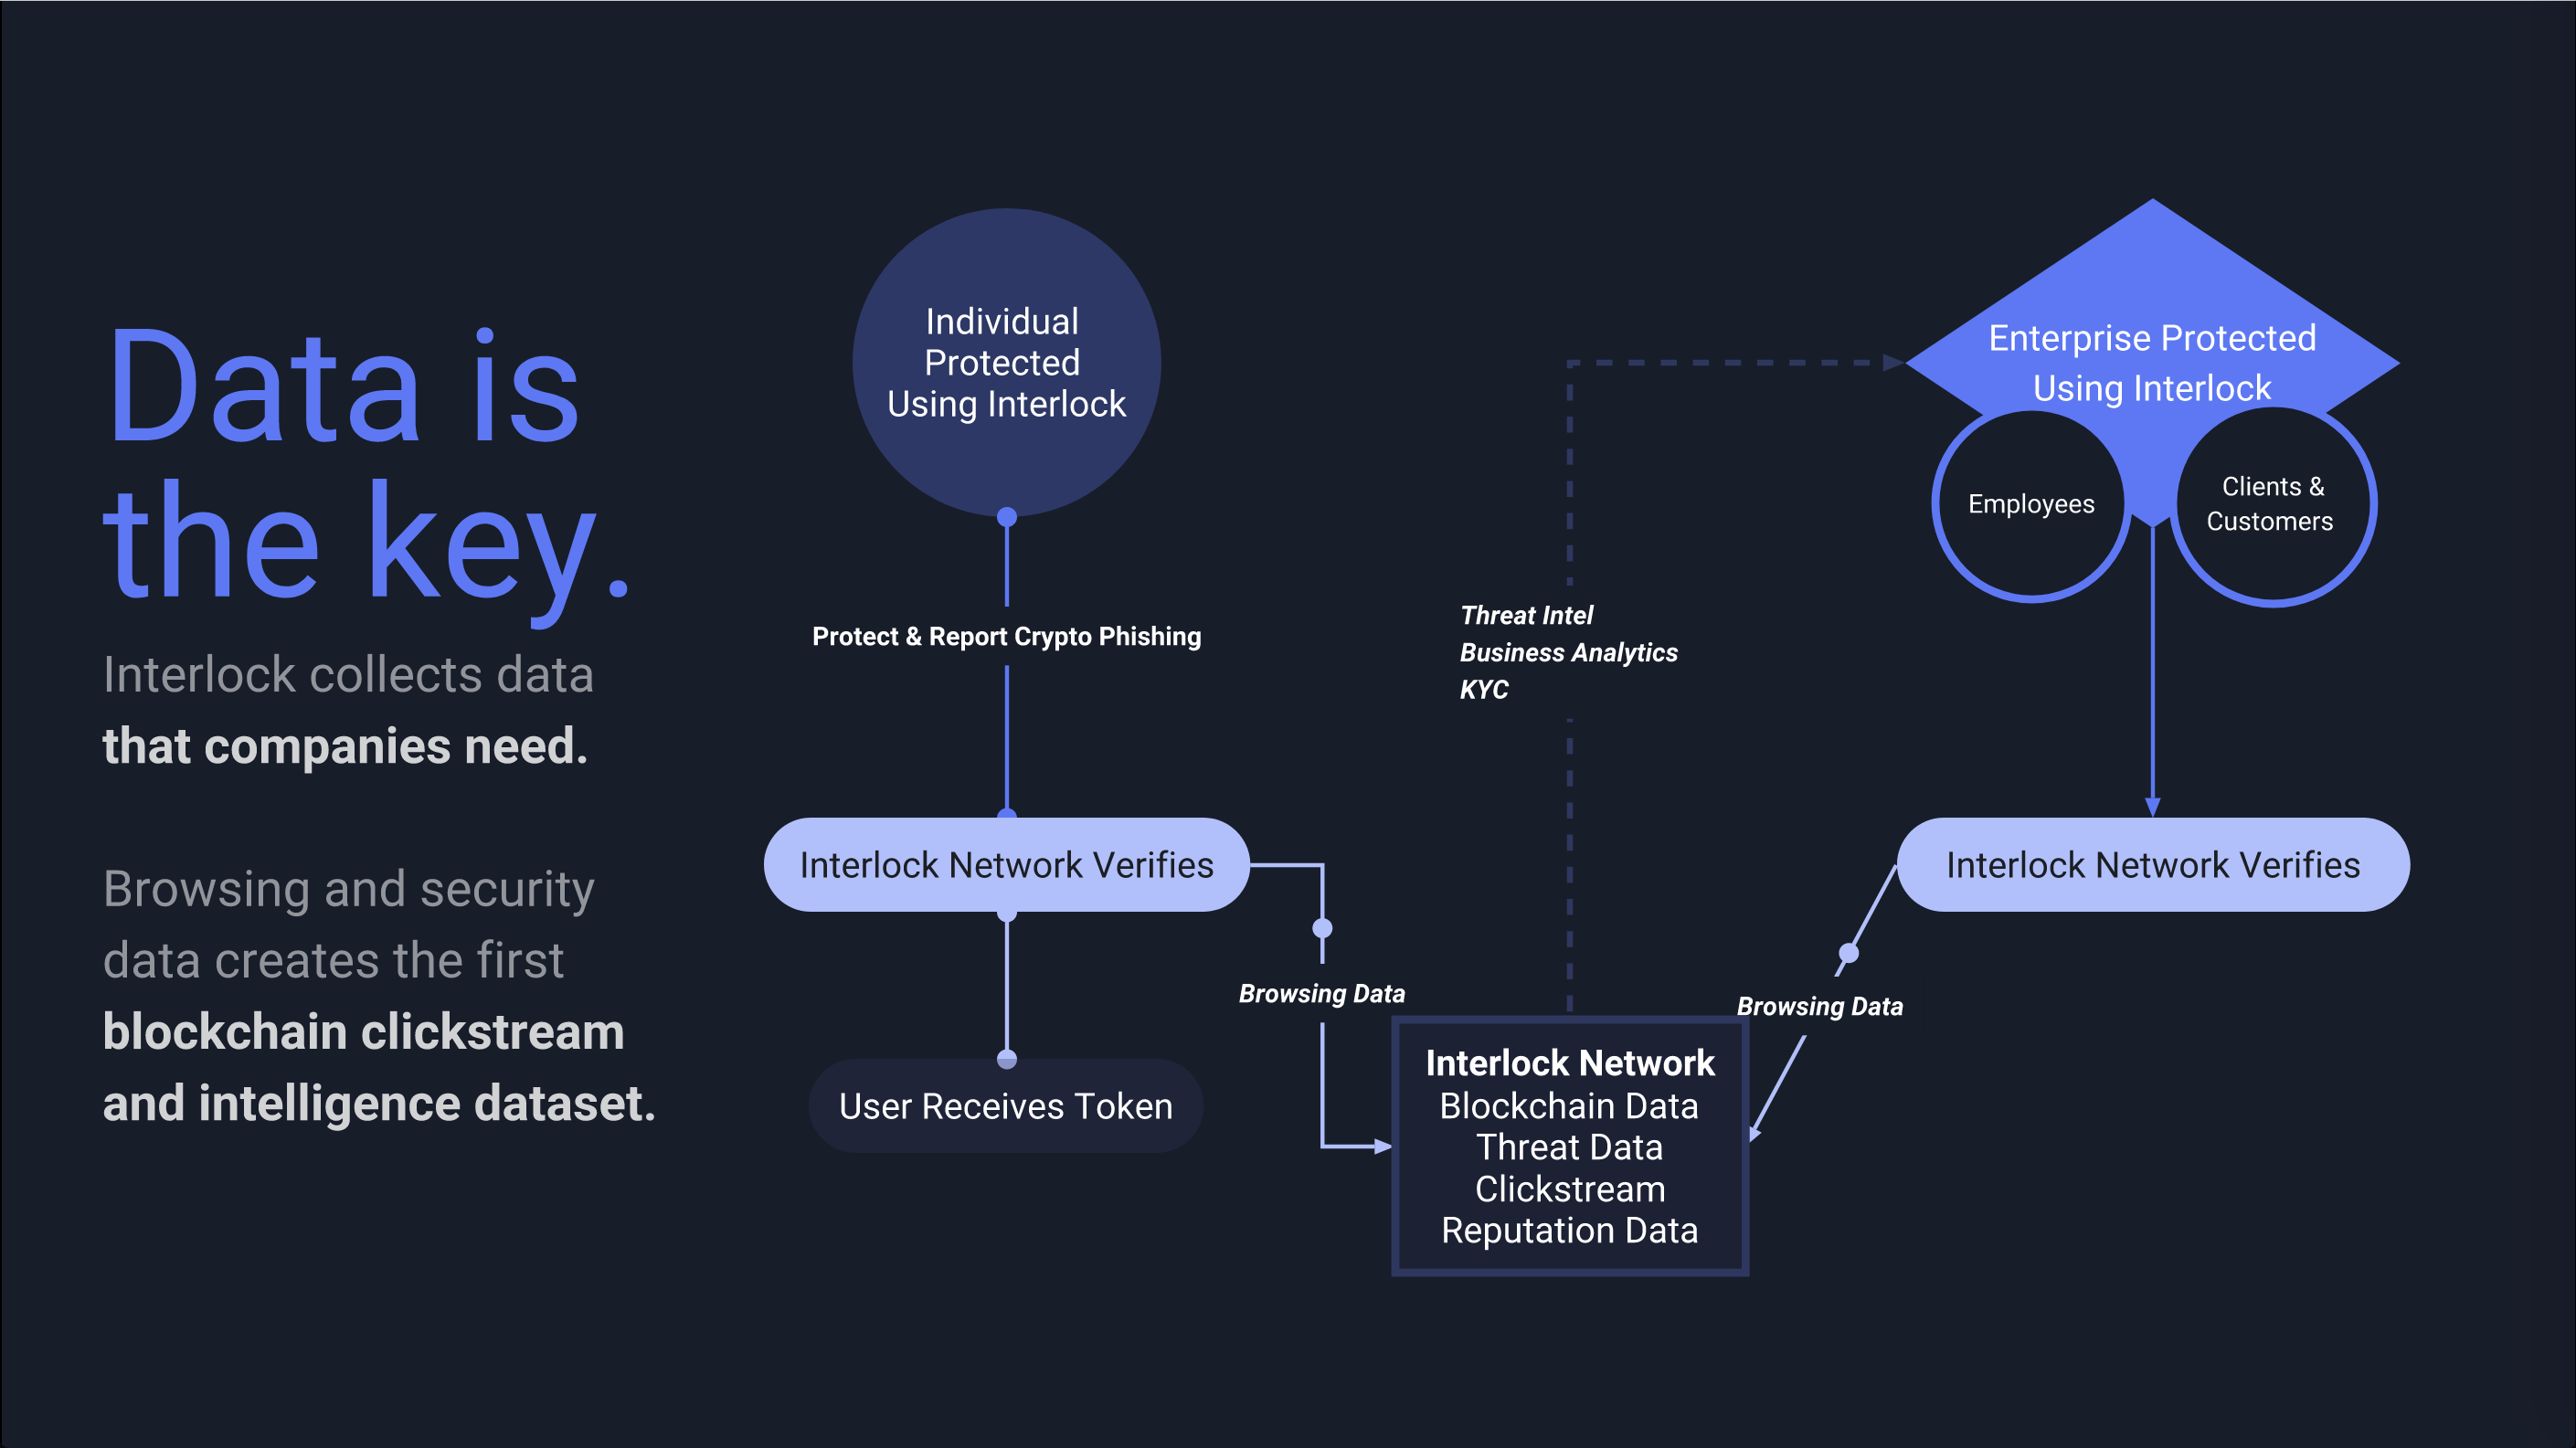 Data is
the key.
Interlock collects data
that companies need.
Browsing and security
data creates the first
blockchain clickstream
and intelligence dataset.
Individual
Protected
Using Interlock
Protect & Report Crypto Phishing
Interlock Network Verifies
User Receives Token
Browsing Data
Threat Intel
Business Analytics
KYC
Interlock Network
Blockchain Data
Threat Data
Clickstream
Reputation Data
Enterprise Protected
Using Interlock
Employees
Clients &
Customers
Interlock Network Verifies
Browsing Data